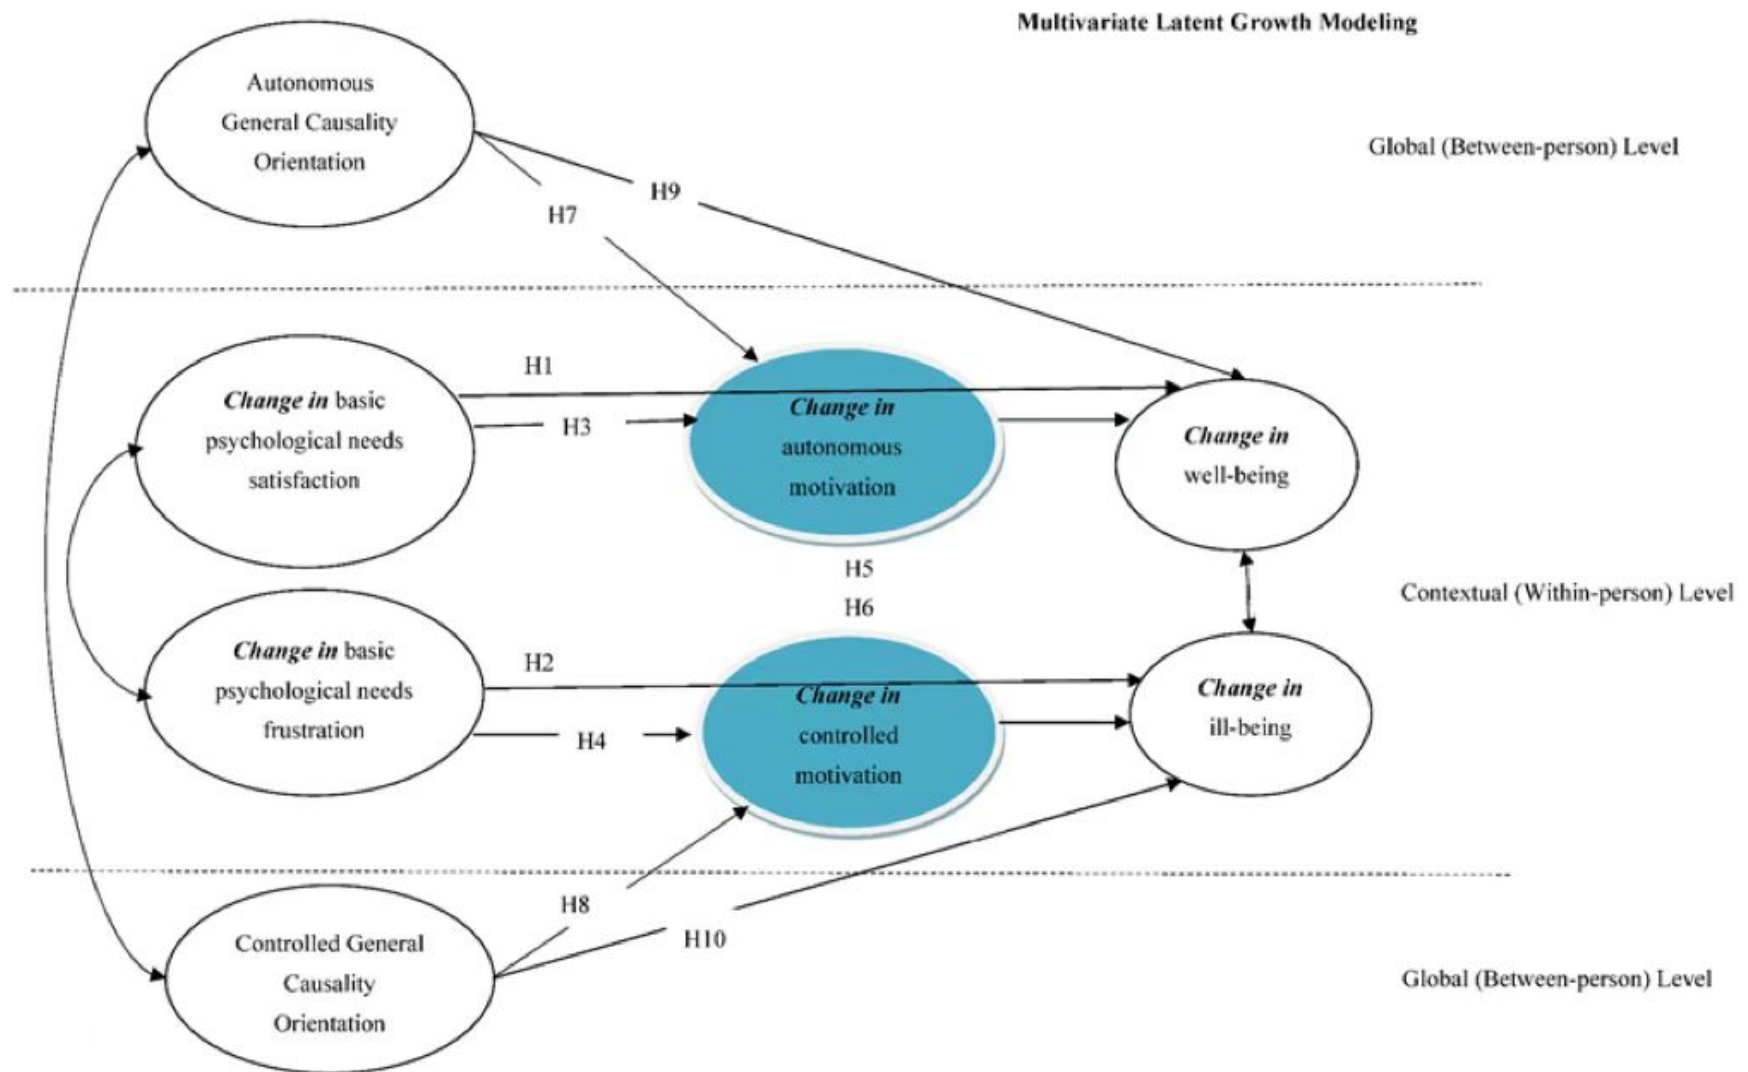 Multivariate Latent Growth Modeling
Autonomous
General Causality
Orientation
Global (Between-person) Level
H9
H7
H1
Change in basic
psychological needs
satisfaction
H3
Change in
autonomous
motivation
Change in
well-being
H5
H6
Contextual (Within-person) Level
Change in basic
psychological needs
frustration
H2
H4
Change in
controlled
motivation
Change in
ill-being
H8
H10
Controlled General
Causality
Orientation
Global (Between-person) Level